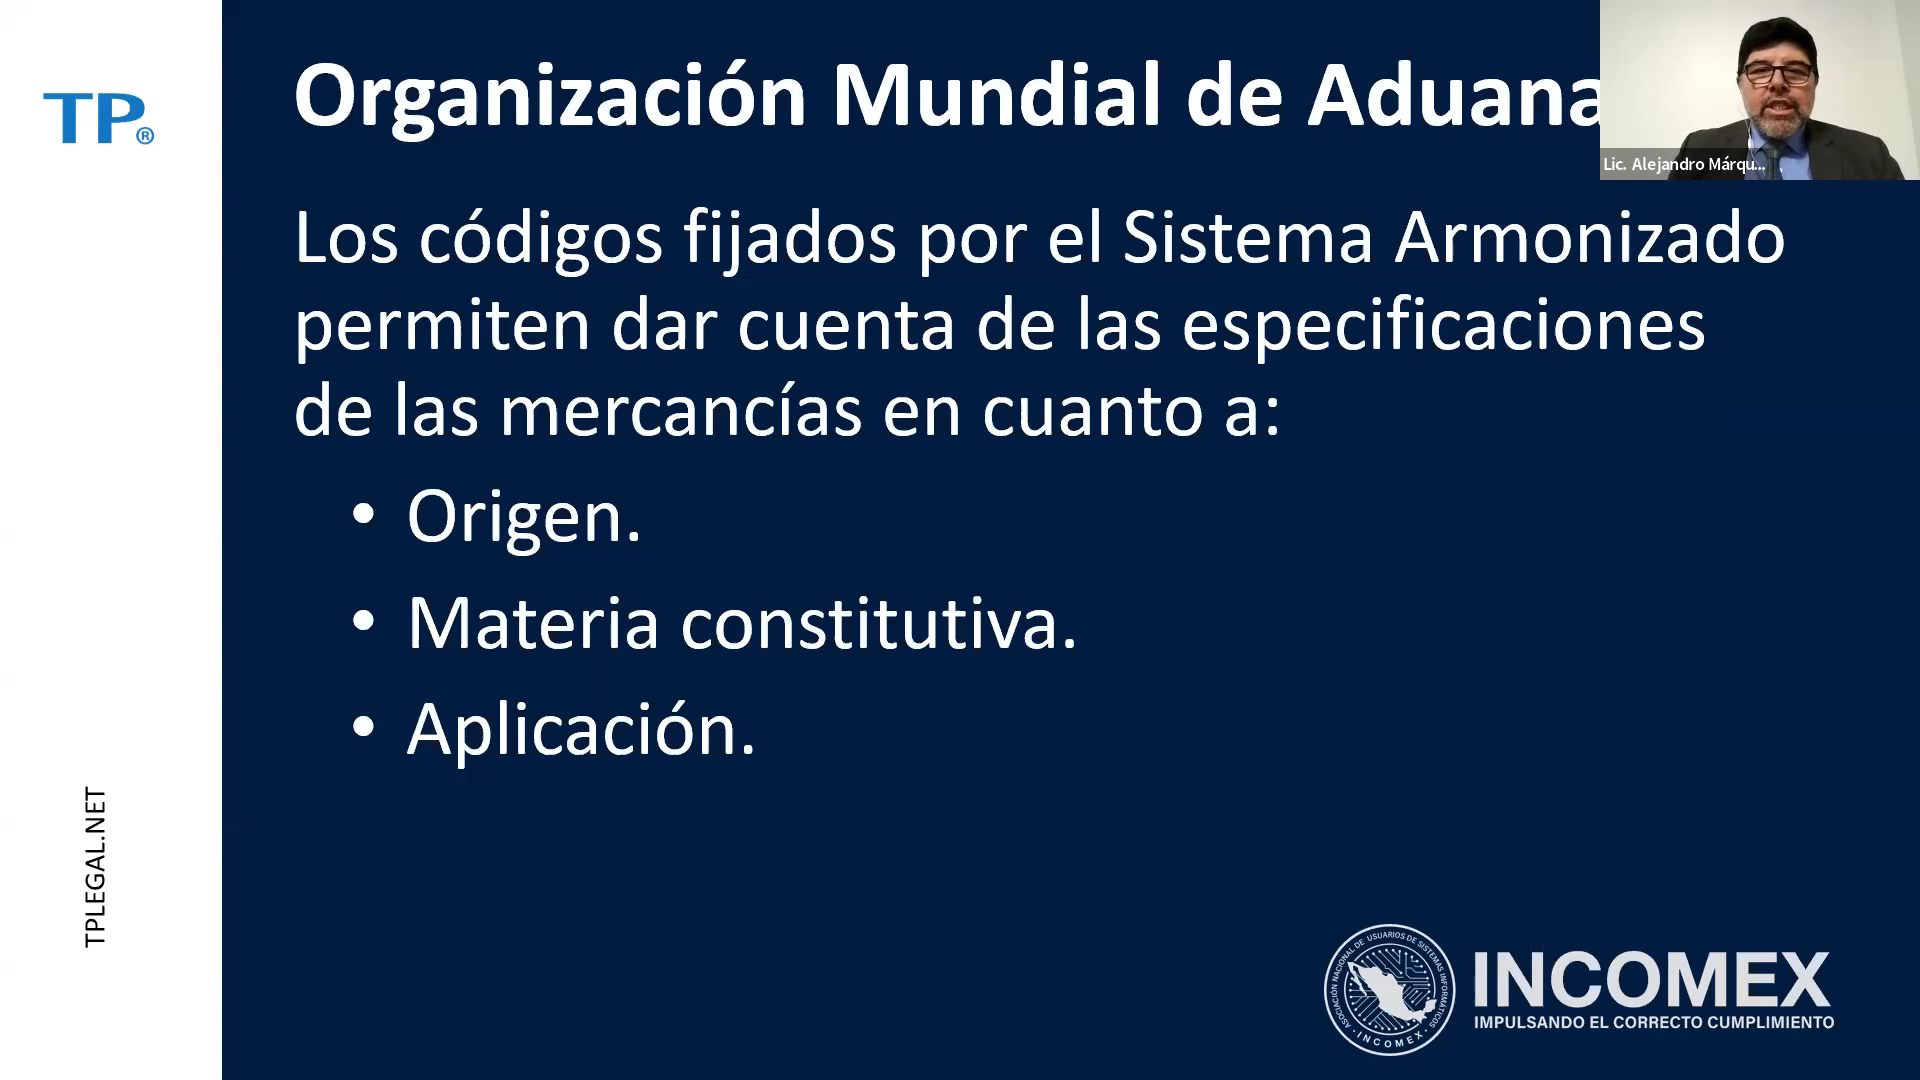 TP®
Organización Mundial de Aduana
Lic. Alejandro Márqu...
Los códigos fijados por el Sistema Armonizado
permiten dar cuenta de las especificaciones
de las mercancías en cuanto a:
• Origen.
• Materia constitutiva.
• Aplicación.
TPLEGAL.NET
ASOCIACIÓN NACIONAL DE USUARIOS DE SISTEMAS INFORMÁTICOS
• INCOMEX •
INCOMEX
IMPULSANDO EL CORRECTO CUMPLIMIENTO